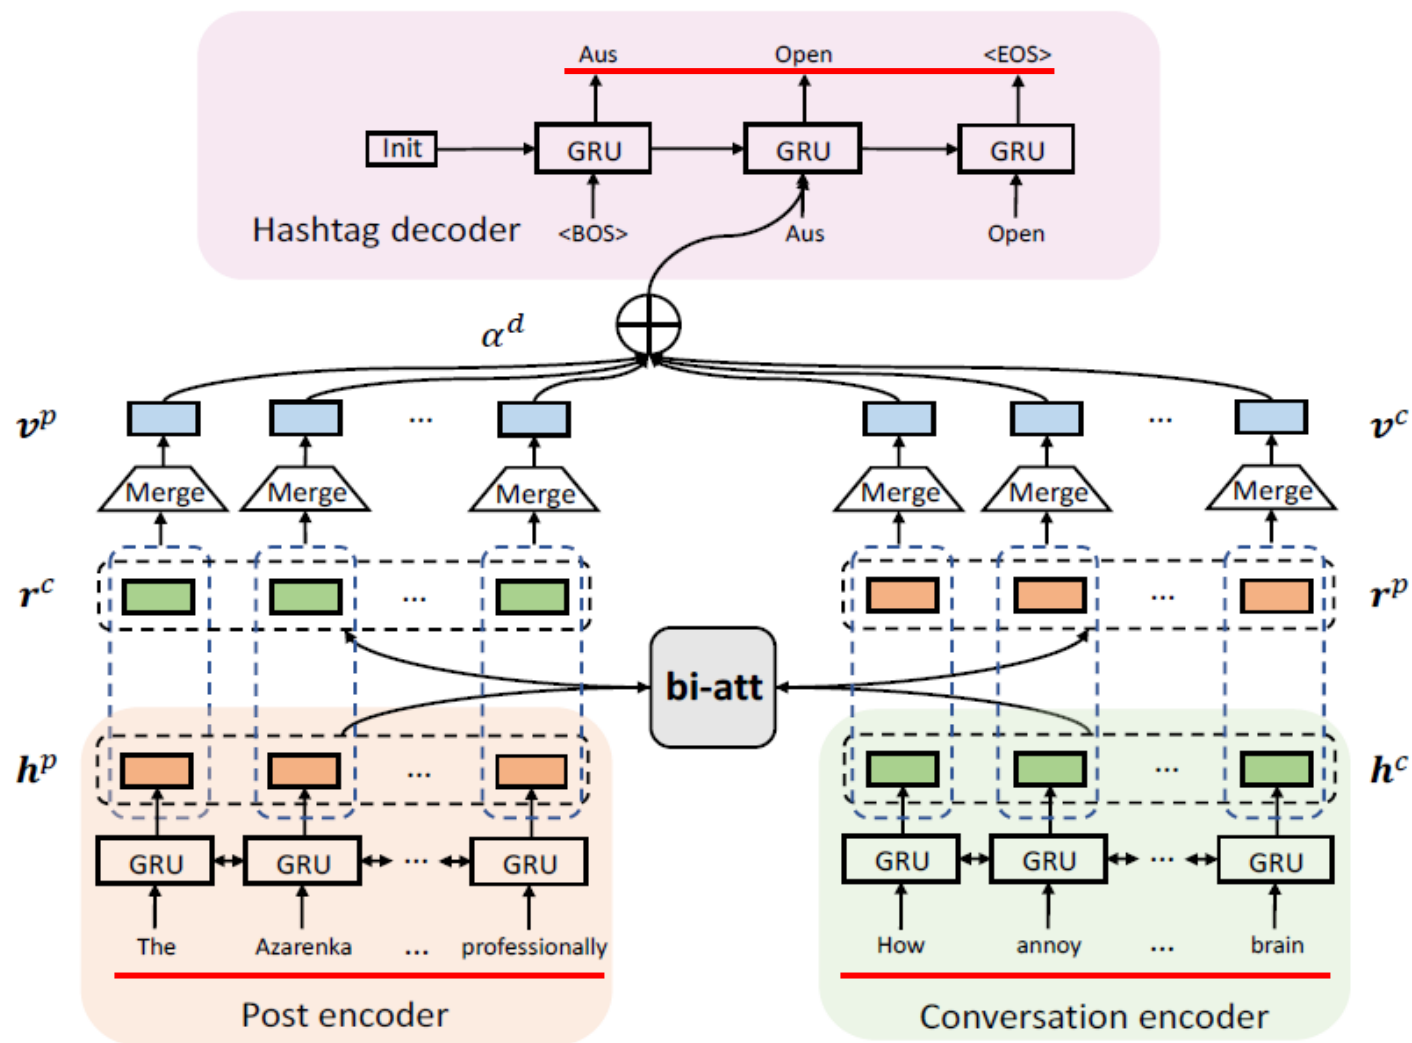 Aus Open <EOS>
Init GRU GRU GRU
Hashtag decoder <BOS> Aus Open
α^d
v^p ... ... v^c
Merge Merge Merge Merge Merge Merge
r^c ... ... r^p
bi-att
h^p ... ... h^c
GRU GRU ... GRU GRU GRU ... GRU
The Azarenka ... professionally How annoy ... brain
Post encoder Conversation encoder